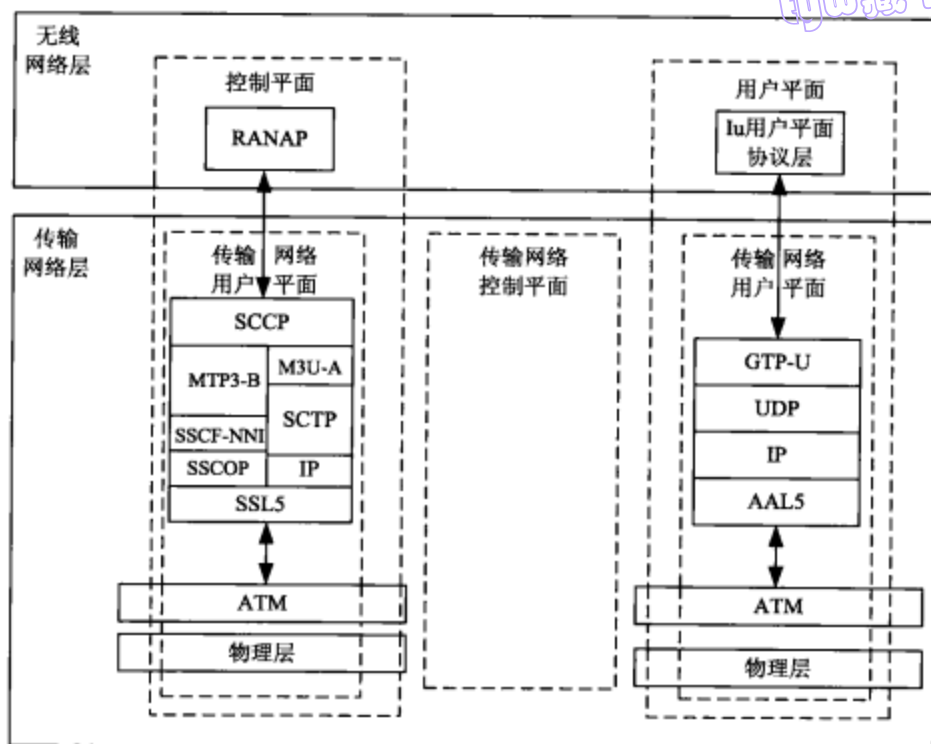 无线
网络层
控制平面
RANAP
用户平面
Iu用户平面
协议层
传输
网络层
传输 网络
用户 平面
SCCP
MTP3-B
M3U-A
SCTP
SSCF-NNI
SSCOP
IP
SSL5
ATM
物理层
传输网络
控制平面
传输 网络
用户 平面
GTP-U
UDP
IP
AAL5
ATM
物理层